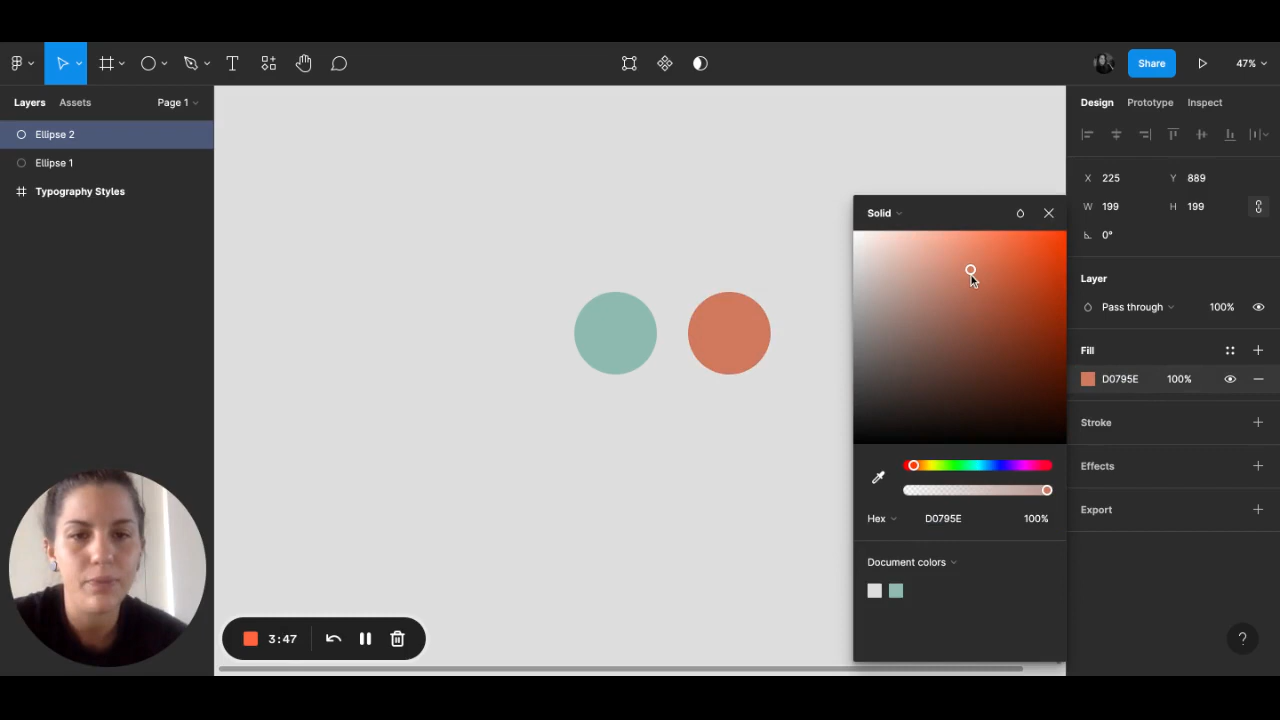 Share
47%
Layers
Assets
Page 1
Design
Prototype
Inspect
Ellipse 2
Ellipse 1
Typography Styles
X
225
Y
889
W
199
H
199
0°
Solid
Layer
Pass through
100%
Fill
D0795E
100%
Stroke
Effects
Export
Hex
D0795E
100%
Document colors
3:47
?